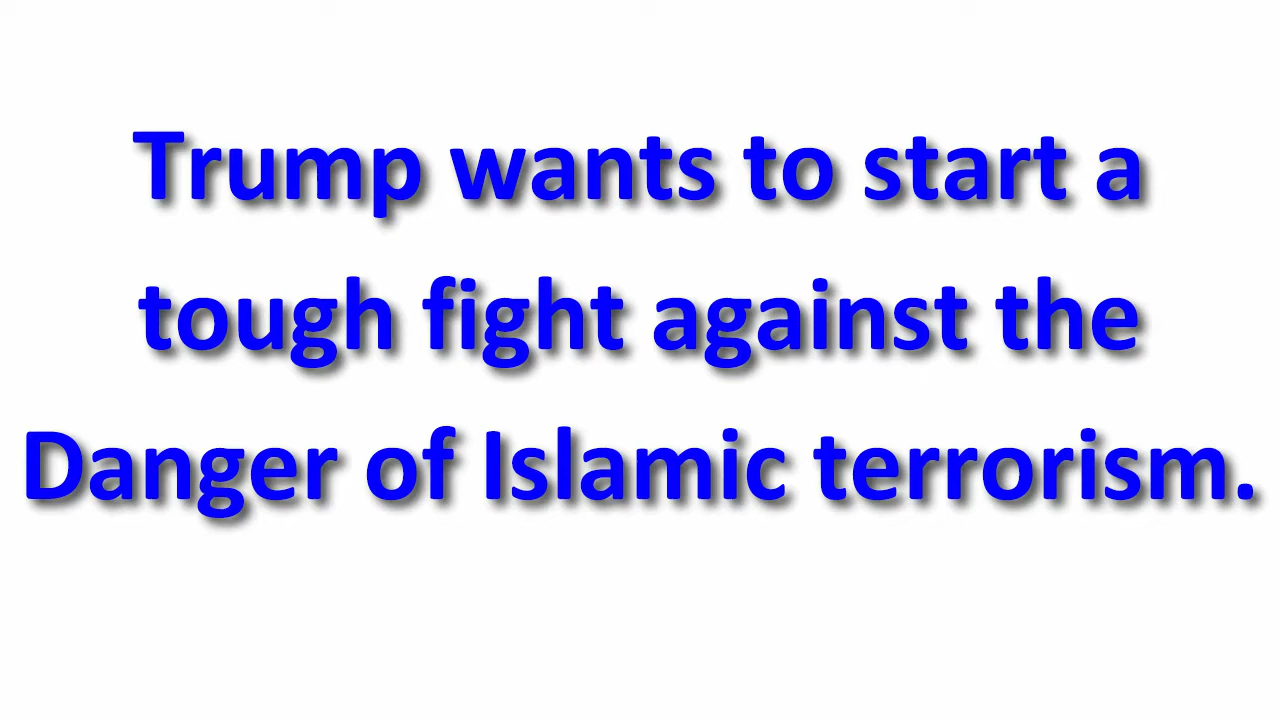 Trump wants to start a
tough fight against the
Danger of Islamic terrorism.